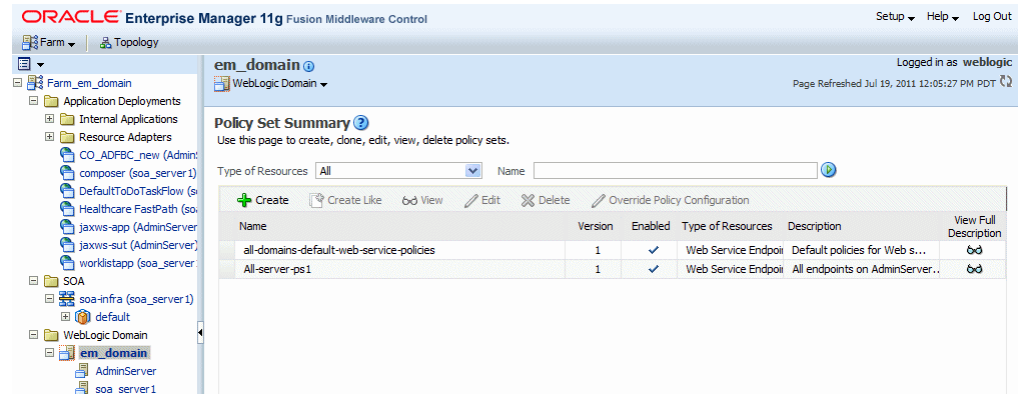 ORACLE Enterprise Manager 11g Fusion Middleware Control
Setup Help Log Out
Farm Topology
Farm_em_domain
Application Deployments
Internal Applications
Resource Adapters
CO_ADFBC_new (Admin
composer (soa_server1)
DefaultToDoTaskFlow (s
Healthcare FastPath (soa
jaxws-app (AdminServer
jaxws-sut (AdminServer)
worklistapp (soa_server
SOA
soa-infra (soa_server1)
default
WebLogic Domain
em_domain
AdminServer
soa_server1
em_domain
Logged in as weblogic
WebLogic Domain
Page Refreshed Jul 19, 2011 12:05:27 PM PDT
Policy Set Summary
Use this page to create, clone, edit, view, delete policy sets.
Type of Resources All Name
Create Create Like View Edit Delete Override Policy Configuration
Name Version Enabled Type of Resources Description View Full Description
all-domains-default-web-service-policies 1 Web Service Endpoi Default policies for Web s...
All-server-ps1 1 Web Service Endpoi All endpoints on AdminServer..